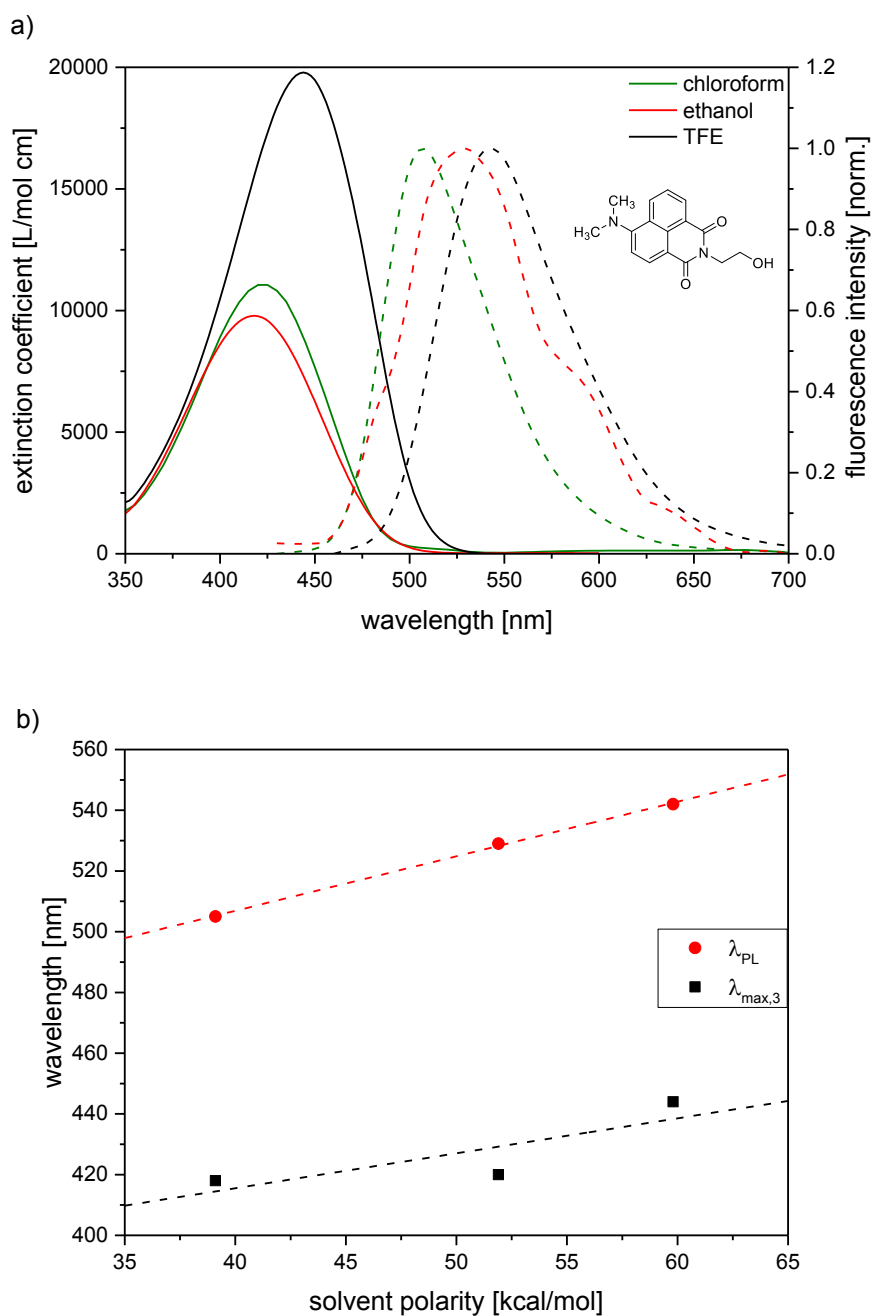 a)
20000
15000
10000
5000
0
extinction coefficient [L/mol cm]
1.2
1.0
0.8
0.6
0.4
0.2
0.0
fluorescence intensity [norm.]
chloroform
ethanol
TFE
CH3
H3C
N
O
N
OH
O
350 400 450 500 550 600 650 700
wavelength [nm]
b)
560
540
520
500
480
460
440
420
400
wavelength [nm]
λPL
λmax,3
35 40 45 50 55 60 65
solvent polarity [kcal/mol]